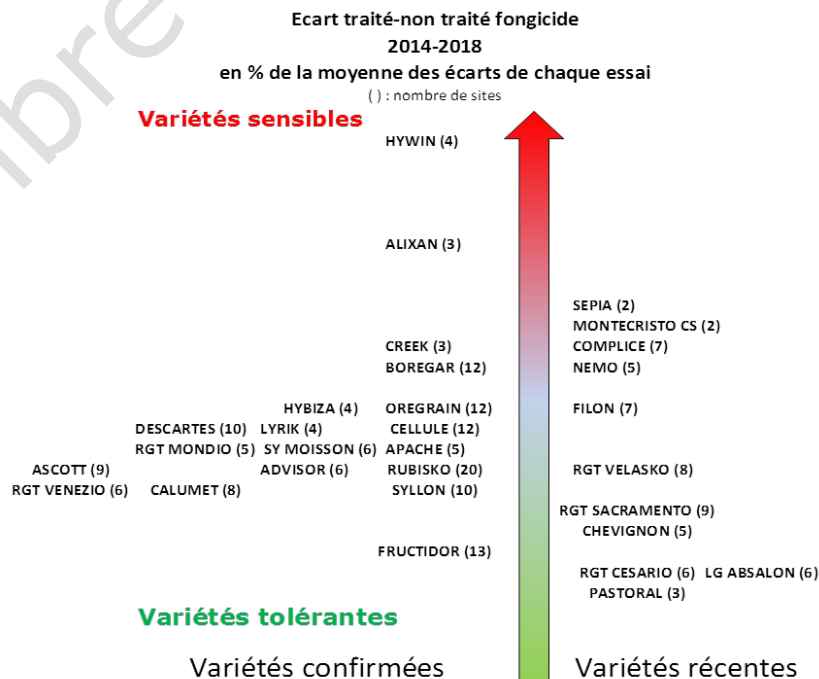 Ecart traité-non traité fongicide
2014-2018
en % de la moyenne des écarts de chaque essai
( ) : nombre de sites
Variétés sensibles
HYWIN (4)
ALIXAN (3)
SEPIA (2)
MONTECRISTO CS (2)
CREEK (3) COMPLICE (7)
BOREGAR (12) NEMO (5)
HYBIZA (4) OREGRAIN (12) FILON (7)
DESCARTES (10) LYRIK (4) CELLULE (12)
RGT MONDIO (5) SY MOISSON (6) APACHE (5)
ASCOTT (9) ADVISOR (6) RUBISKO (20) RGT VELASKO (8)
RGT VENEZIO (6) CALUMET (8) SYLLON (10)
RGT SACRAMENTO (9)
CHEVIGNON (5)
FRUCTIDOR (13)
RGT CESARIO (6) LG ABSALON (6)
PASTORAL (3)
Variétés tolérantes
Variétés confirmées Variétés récentes